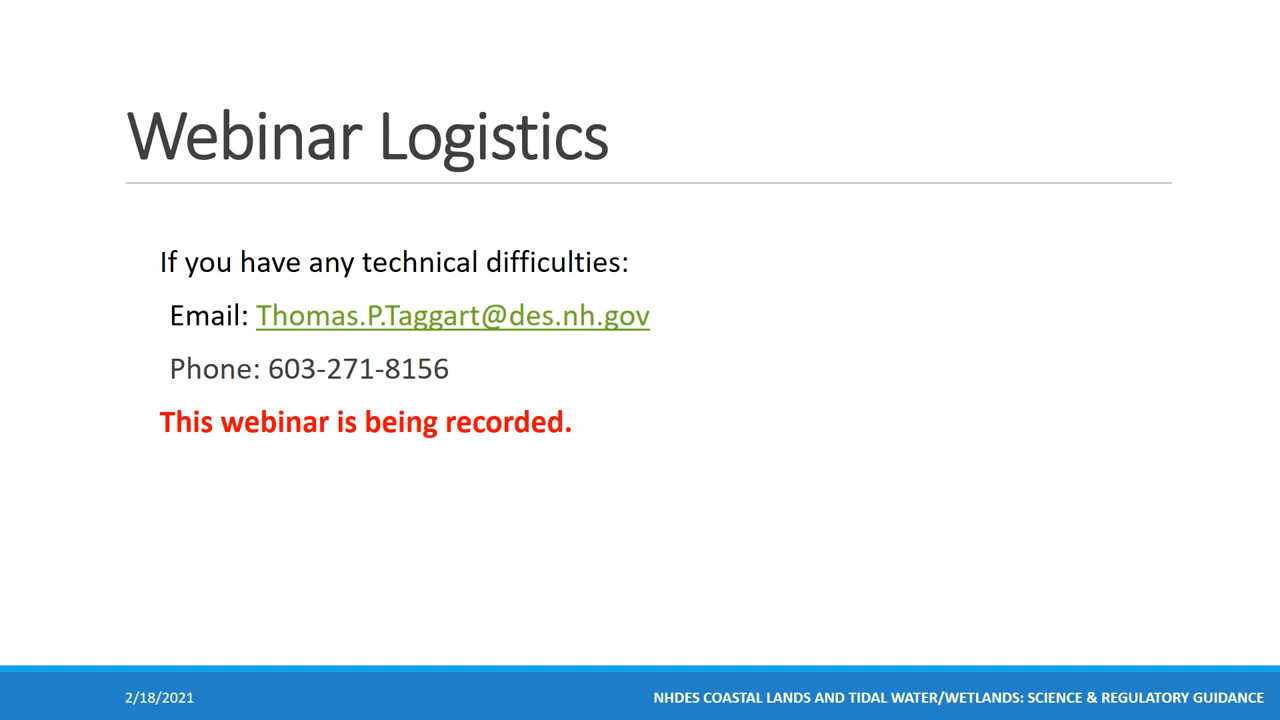 Webinar Logistics
If you have any technical difficulties:
Email: Thomas.P.Taggart@des.nh.gov
Phone: 603-271-8156
This webinar is being recorded.
2/18/2021
NHDES COASTAL LANDS AND TIDAL WATER/WETLANDS: SCIENCE & REGULATORY GUIDANCE